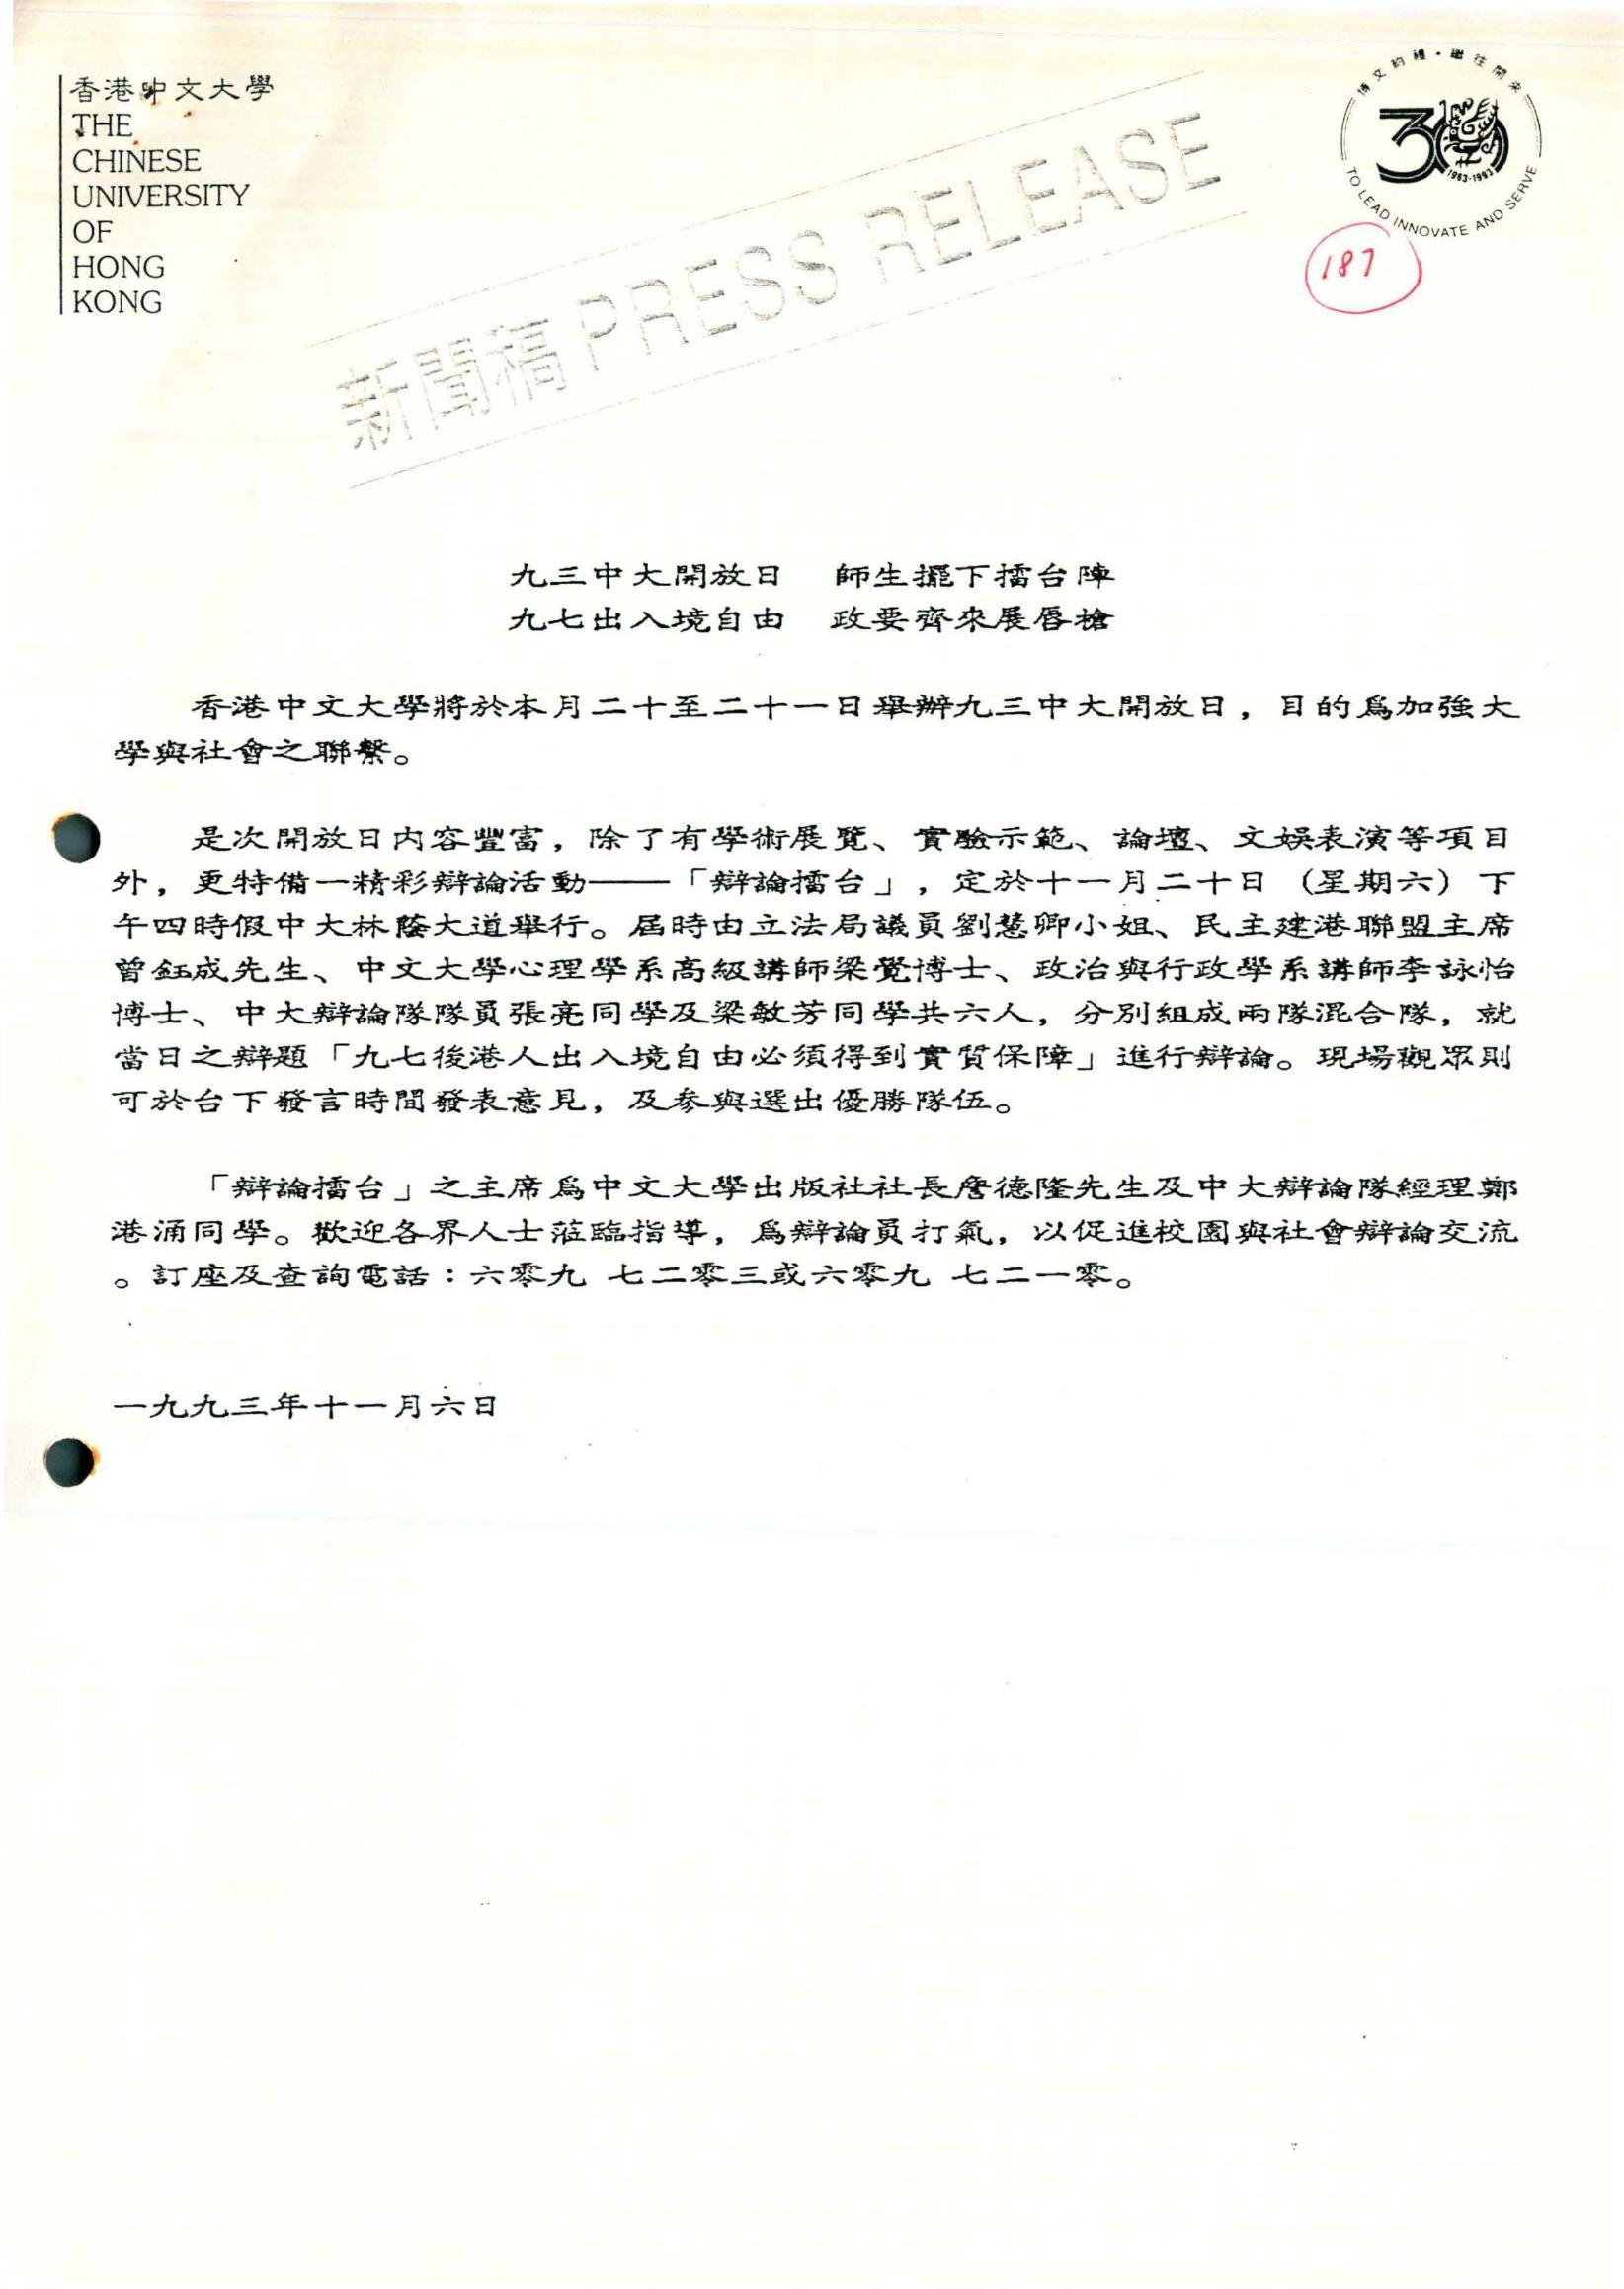 香港中文大學
THE
CHINESE
UNIVERSITY
OF
HONG
KONG
新聞稿 PRESS RELEASE
博文約禮・繼往開來
30
1963-1993
TO LEAD INNOVATE AND SERVE
187
九三中大開放日　師生擺下擂台陣
九七出入境自由　政要齊來展唇槍
香港中文大學將於本月二十至二十一日舉辦九三中大開放日，目的為加強大
學與社會之聯繫。
是次開放日內容豐富，除了有學術展覽、實驗示範、論壇、文娛表演等項目
外，更特備一精彩辯論活動——「辯論擂台」，定於十一月二十日（星期六）下
午四時假中大林蔭大道舉行。屆時由立法局議員劉慧卿小姐、民主建港聯盟主席
曾鈺成先生、中文大學心理學系高級講師梁覺博士、政治與行政學系講師李詠怡
博士、中大辯論隊隊員張亮同學及梁敏芳同學共六人，分別組成兩隊混合隊，就
當日之辯題「九七後港人出入境自由必須得到實質保障」進行辯論。現場觀眾則
可於台下發言時間發表意見，及參與選出優勝隊伍。
「辯論擂台」之主席為中文大學出版社社長詹德隆先生及中大辯論隊經理鄭
港涌同學。歡迎各界人士蒞臨指導，為辯論員打氣，以促進校園與社會辯論交流
。訂座及查詢電話：六零九 七二零三或六零九 七二一零。
一九九三年十一月六日